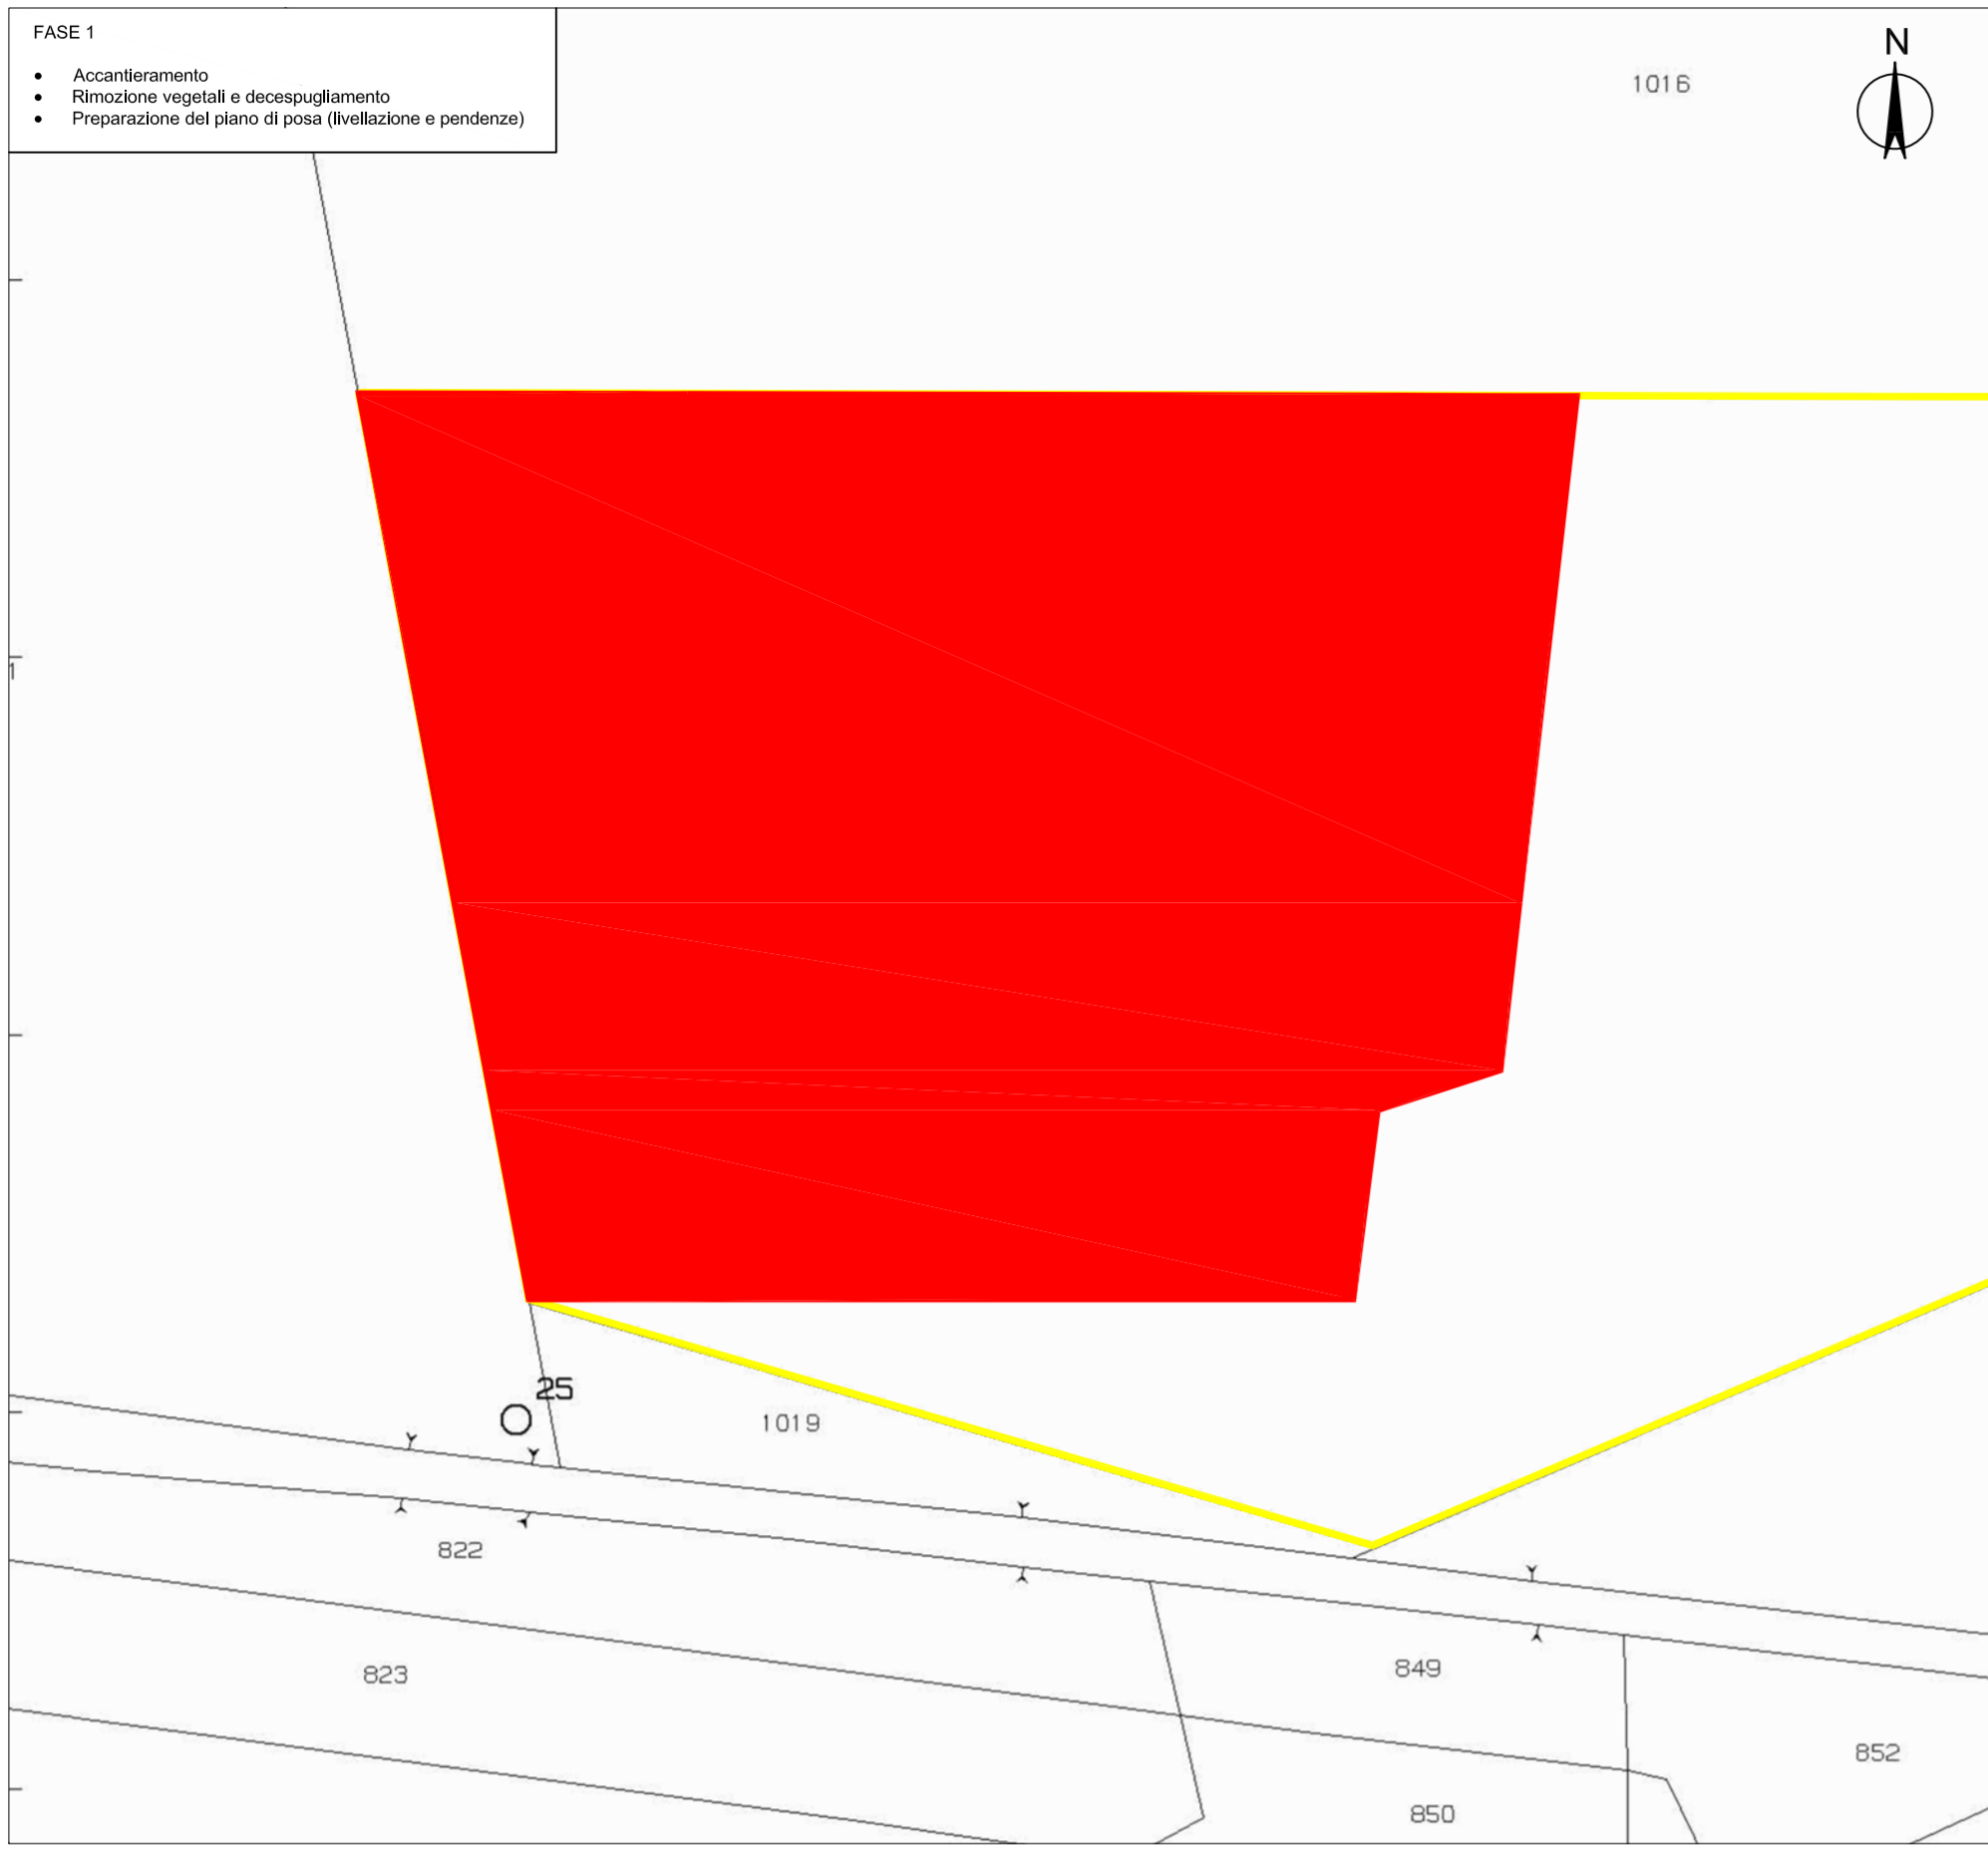 FASE 1
• Accantieramento
• Rimozione vegetali e decespugliamento
• Preparazione del piano di posa (livellazione e pendenze)
N
1016
1
25
1019
822
823
849
852
850